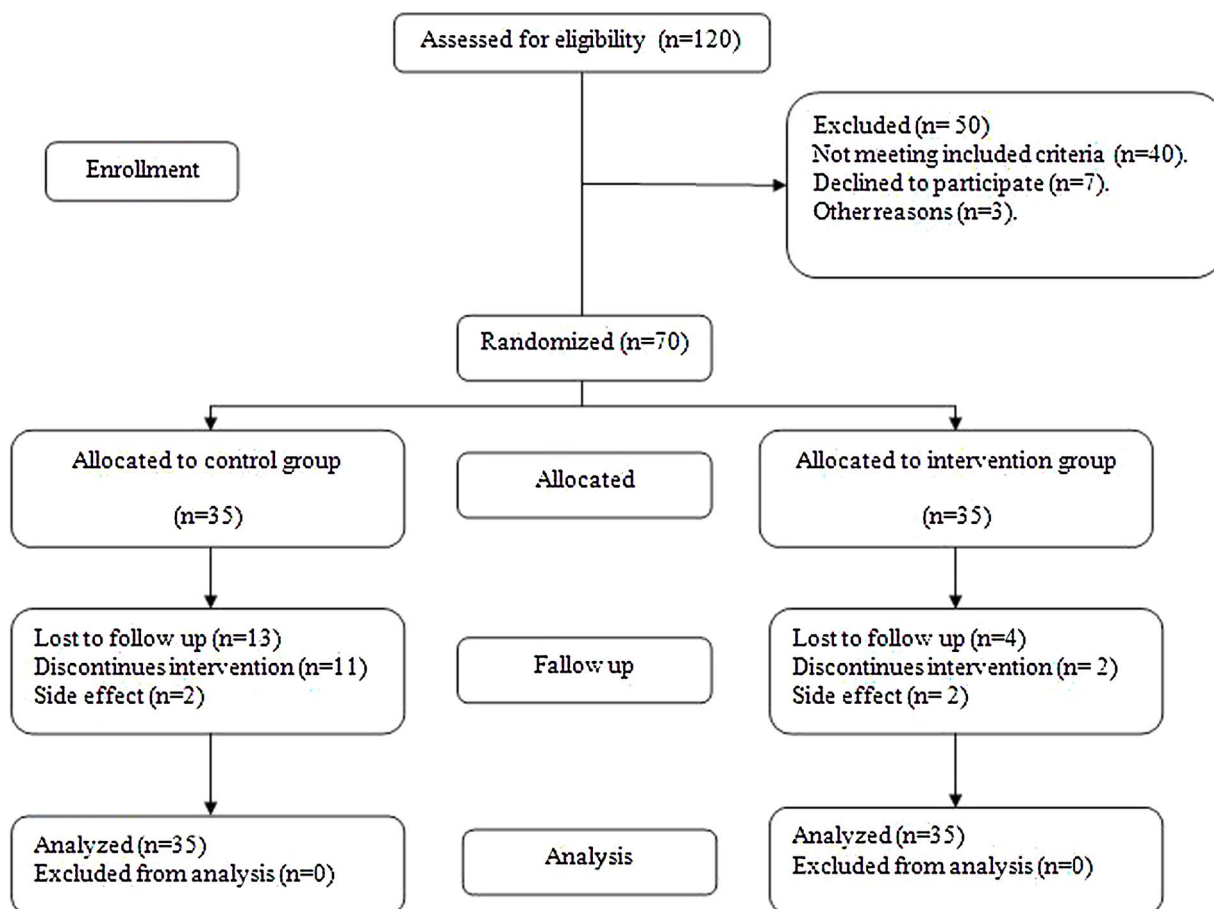 Assessed for eligibility (n=120)
Excluded (n= 50)
Not meeting included criteria (n=40).
Declined to participate (n=7).
Other reasons (n=3).
Enrollment
Randomized (n=70)
Allocated to control group
(n=35)
Allocated
Allocated to intervention group
(n=35)
Lost to follow up (n=13)
Discontinues intervention (n=11)
Side effect (n=2)
Fallow up
Lost to follow up (n=4)
Discontinues intervention (n= 2)
Side effect (n= 2)
Analyzed (n=35)
Excluded from analysis (n=0)
Analysis
Analyzed (n=35)
Excluded from analysis (n=0)